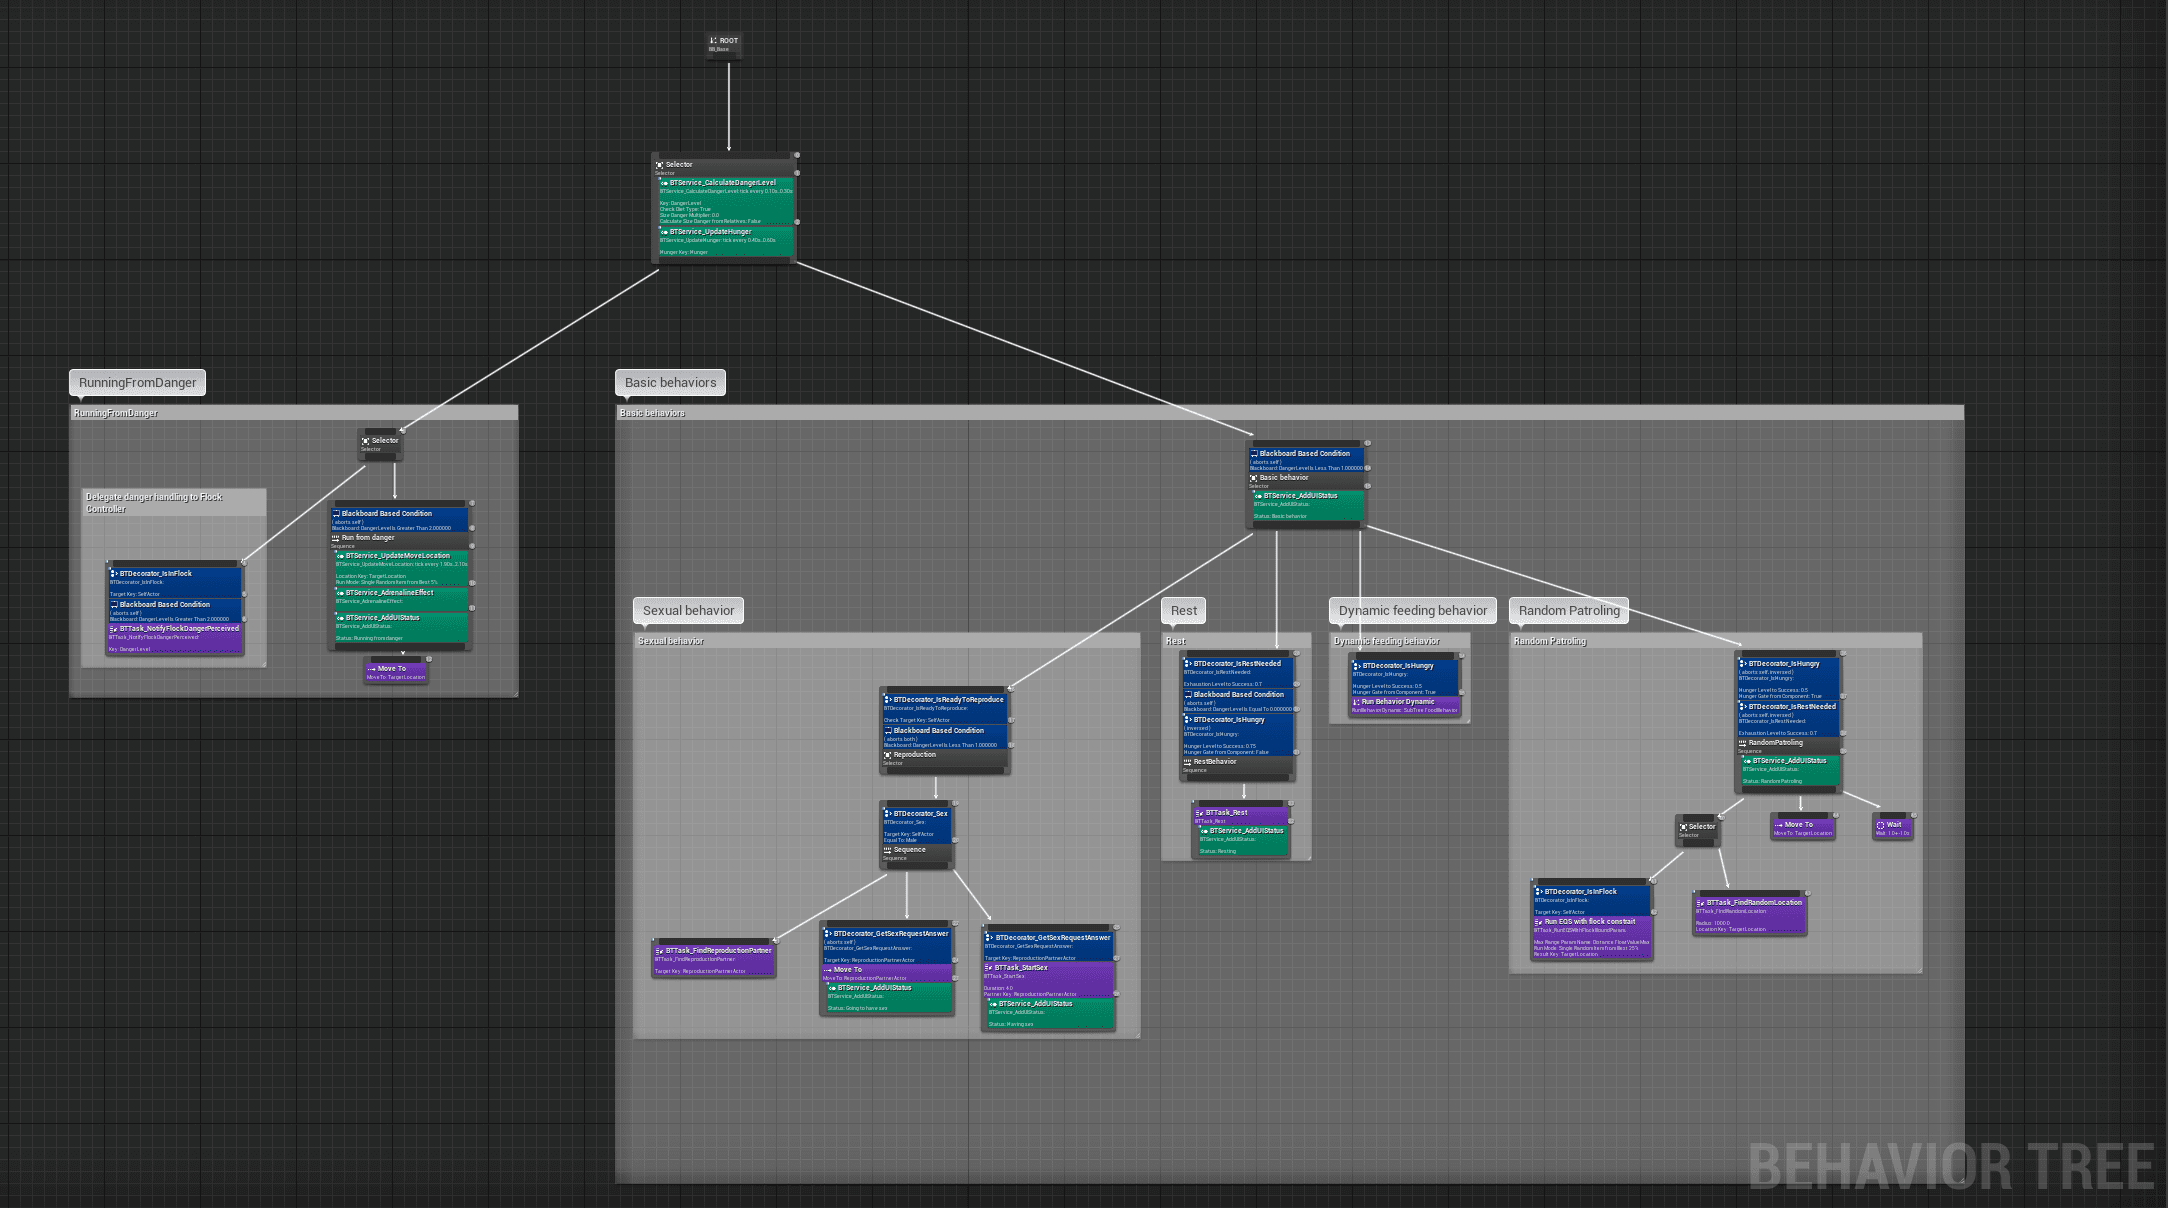 ROOT
BB_Base
Selector
Selector
BTService_CalculateDangerLevel
BTService_CalculateDangerLevel: tick every 0.10s..0.30s
Key: DangerLevel
Check Diet Type: True
Size Danger Multiplier: 0.0
Calculate Size Danger from Relatives: False
BTService_UpdateHunger
BTService_UpdateHunger: tick every 0.40s..0.60s
Hunger Key: Hunger
RunningFromDanger
RunningFromDanger
Selector
Selector
Delegate danger handling to Flock
Controller
BTDecorator_IsInFlock
BTDecorator_IsInFlock:
Target Key: SelfActor
Blackboard Based Condition
( aborts self )
Blackboard: DangerLevel Is Greater Than 2.000000
BTTask_NotifyFlockDangerPerceived
BTTask_NotifyFlockDangerPerceived
Key: DangerLevel
Blackboard Based Condition
( aborts self )
Blackboard: DangerLevel Is Greater Than 2.000000
Run from danger
Sequence
BTService_UpdateMoveLocation
BTService_UpdateMoveLocation: tick every 1.90s..2.10s
Location Key: TargetLocation
Run Mode: Single Random Item from Best 5%
BTService_AdrenalineEffect
BTService_AdrenalineEffect:
BTService_AddUIStatus
BTService_AddUIStatus:
Status: Running from danger
Move To
MoveTo: TargetLocation
Basic behaviors
Basic behaviors
Blackboard Based Condition
( aborts self )
Blackboard: DangerLevel Is Less Than 1.000000
Basic behavior
Selector
BTService_AddUIStatus
BTService_AddUIStatus:
Status: Basic behavior
Sexual behavior
Sexual behavior
BTDecorator_IsReadyToReproduce
BTDecorator_IsReadyToReproduce:
Check Target Key: SelfActor
Blackboard Based Condition
( aborts both )
Blackboard: DangerLevel Is Less Than 1.000000
Reproduction
Selector
BTDecorator_Sex
BTDecorator_Sex:
Target Key: SelfActor
Equal To: Male
Sequence
Sequence
BTTask_FindReproductionPartner
BTTask_FindReproductionPartner
Target Key: ReproductionPartnerActor
BTDecorator_GetSexRequestAnswer
( aborts self )
BTDecorator_GetSexRequestAnswer:
Target Key: ReproductionPartnerActor
Move To
MoveTo: ReproductionPartnerActor
BTService_AddUIStatus
BTService_AddUIStatus:
Status: Going to have sex
BTDecorator_GetSexRequestAnswer
BTDecorator_GetSexRequestAnswer:
Target Key: ReproductionPartnerActor
BTTask_StartSex
BTTask_StartSex
Duration: 4.0
Partner Key: ReproductionPartnerActor
BTService_AddUIStatus
BTService_AddUIStatus:
Status: Having sex
Rest
Rest
BTDecorator_IsRestNeeded
BTDecorator_IsRestNeeded:
Exhaustion Level to Success: 0.7
Blackboard Based Condition
( aborts self )
Blackboard: DangerLevel Is Equal To 0.000000
BTDecorator_IsHungry
( inversed )
BTDecorator_IsHungry:
Hunger Level to Success: 0.75
Hunger Gate from Component: False
RestBehavior
Sequence
BTTask_Rest
BTTask_Rest
BTService_AddUIStatus
BTService_AddUIStatus:
Status: Resting
Dynamic feeding behavior
Dynamic feeding behavior
BTDecorator_IsHungry
BTDecorator_IsHungry:
Hunger Level to Success: 0.5
Hunger Gate from Component: True
Run Behavior Dynamic
RunBehaviorDynamic: SubTree.FoodBehavior
Random Patroling
Random Patroling
BTDecorator_IsHungry
( aborts self, inversed )
BTDecorator_IsHungry:
Hunger Level to Success: 0.5
Hunger Gate from Component: True
BTDecorator_IsRestNeeded
( aborts self, inversed )
BTDecorator_IsRestNeeded:
Exhaustion Level to Success: 0.7
RandomPatroling
Sequence
BTService_AddUIStatus
BTService_AddUIStatus:
Status: Random Patroling
Selector
Selector
Move To
MoveTo: TargetLocation
Wait
Wait: 1.0+-1.0s
BTDecorator_IsInFlock
BTDecorator_IsInFlock:
Target Key: SelfActor
Run EQS with flock constrait
BTTask_RunEQSWithFlockBoundParams:
Max Range Param Name: Distance.FloatValueMax
Run Mode: Single Random Item from Best 25%
Result Key: TargetLocation
BTTask_FindRandomLocation
BTTask_FindRandomLocation
Radius: 1000.0
Location Key: TargetLocation
BEHAVIOR TREE